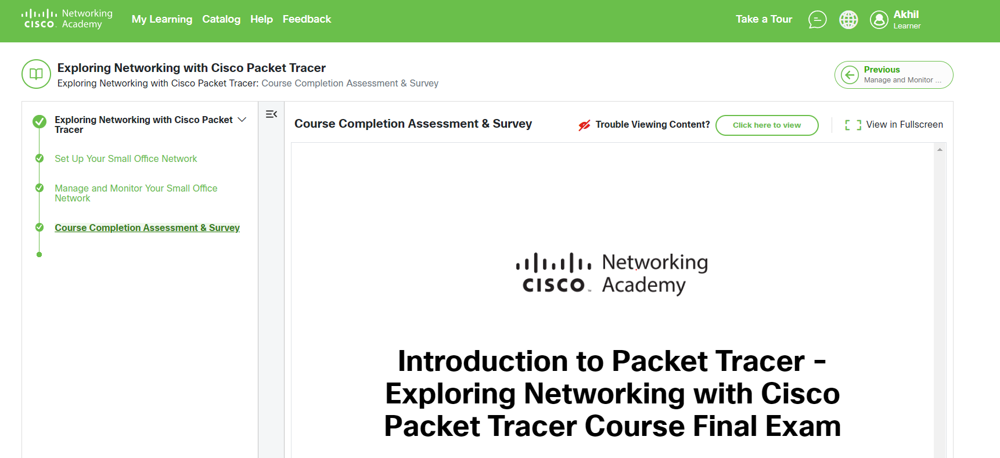 Networking
CISCO Academy
My Learning Catalog Help Feedback
Take a Tour
Akhil
Learner
Exploring Networking with Cisco Packet Tracer
Exploring Networking with Cisco Packet Tracer: Course Completion Assessment & Survey
Previous
Manage and Monitor ...
Exploring Networking with Cisco Packet
Tracer
Set Up Your Small Office Network
Manage and Monitor Your Small Office
Network
Course Completion Assessment & Survey
Course Completion Assessment & Survey
Trouble Viewing Content? Click here to view
View in Fullscreen
Networking
CISCO™ Academy
Introduction to Packet Tracer -
Exploring Networking with Cisco
Packet Tracer Course Final Exam